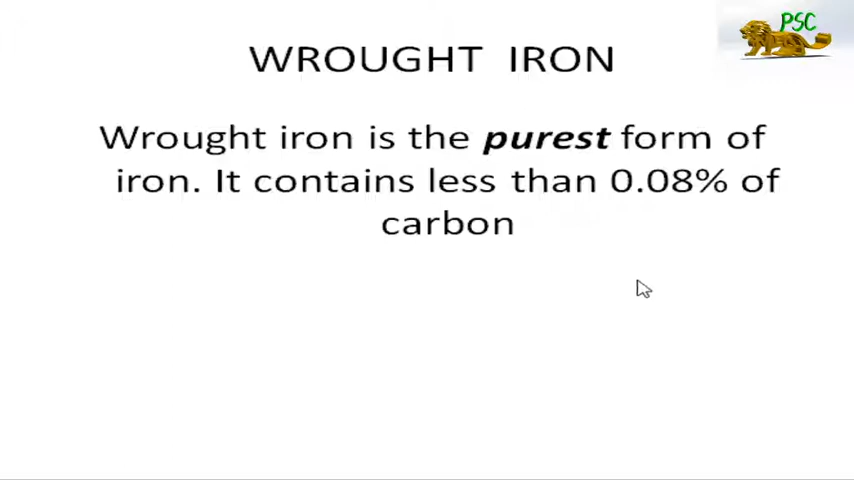 PSC
WROUGHT IRON
Wrought iron is the purest form of
iron. It contains less than 0.08% of
carbon